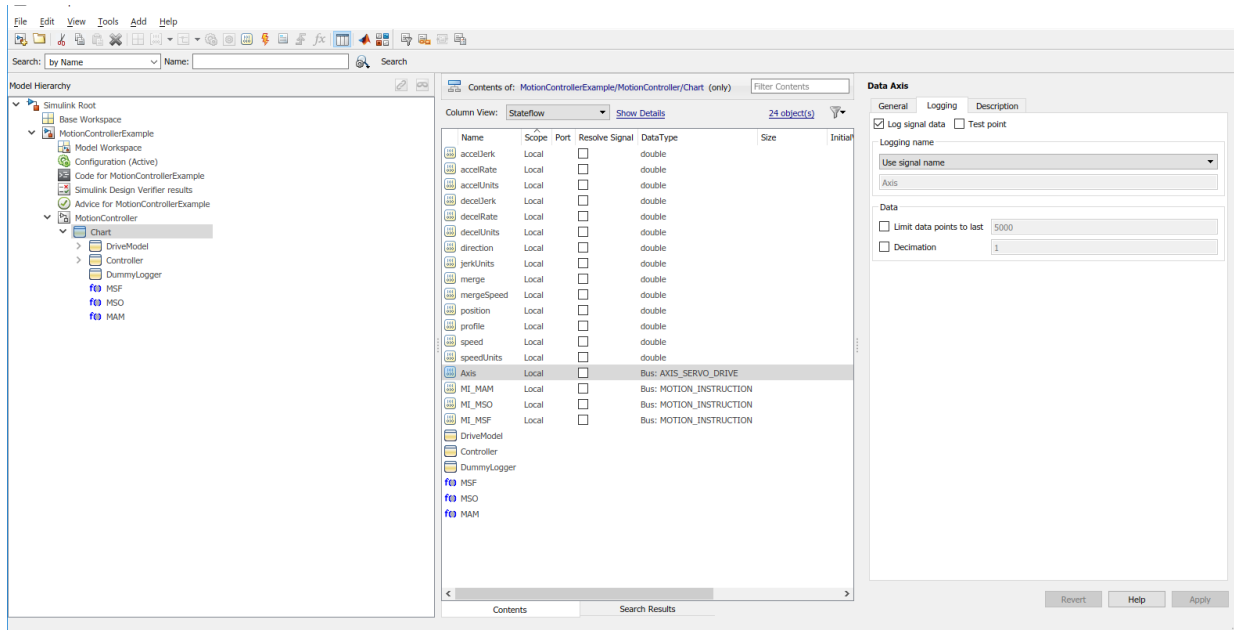 File Edit View Tools Add Help
Search: by Name Name: Search
Model Hierarchy
Simulink Root
Base Workspace
MotionControllerExample
Model Workspace
Configuration (Active)
Code for MotionControllerExample
Simulink Design Verifier results
Advice for MotionControllerExample
MotionController
Chart
DriveModel
Controller
DummyLogger
f() MSF
f() MSO
f() MAM
Contents of: MotionControllerExample/MotionController/Chart (only) Filter Contents
Column View: Stateflow Show Details 24 object(s)
Name Scope Port Resolve Signal DataType Size InitialV
accelJerk Local double
accelRate Local double
accelUnits Local double
decelJerk Local double
decelRate Local double
decelUnits Local double
direction Local double
jerkUnits Local double
merge Local double
mergeSpeed Local double
position Local double
profile Local double
speed Local double
speedUnits Local double
Axis Local Bus: AXIS_SERVO_DRIVE
MI_MAM Local Bus: MOTION_INSTRUCTION
MI_MSO Local Bus: MOTION_INSTRUCTION
MI_MSF Local Bus: MOTION_INSTRUCTION
DriveModel
Controller
DummyLogger
f() MSF
f() MSO
f() MAM
Contents Search Results
Data Axis
General Logging Description
Log signal data Test point
Logging name
Use signal name
Axis
Data
Limit data points to last 5000
Decimation 1
Revert Help Apply